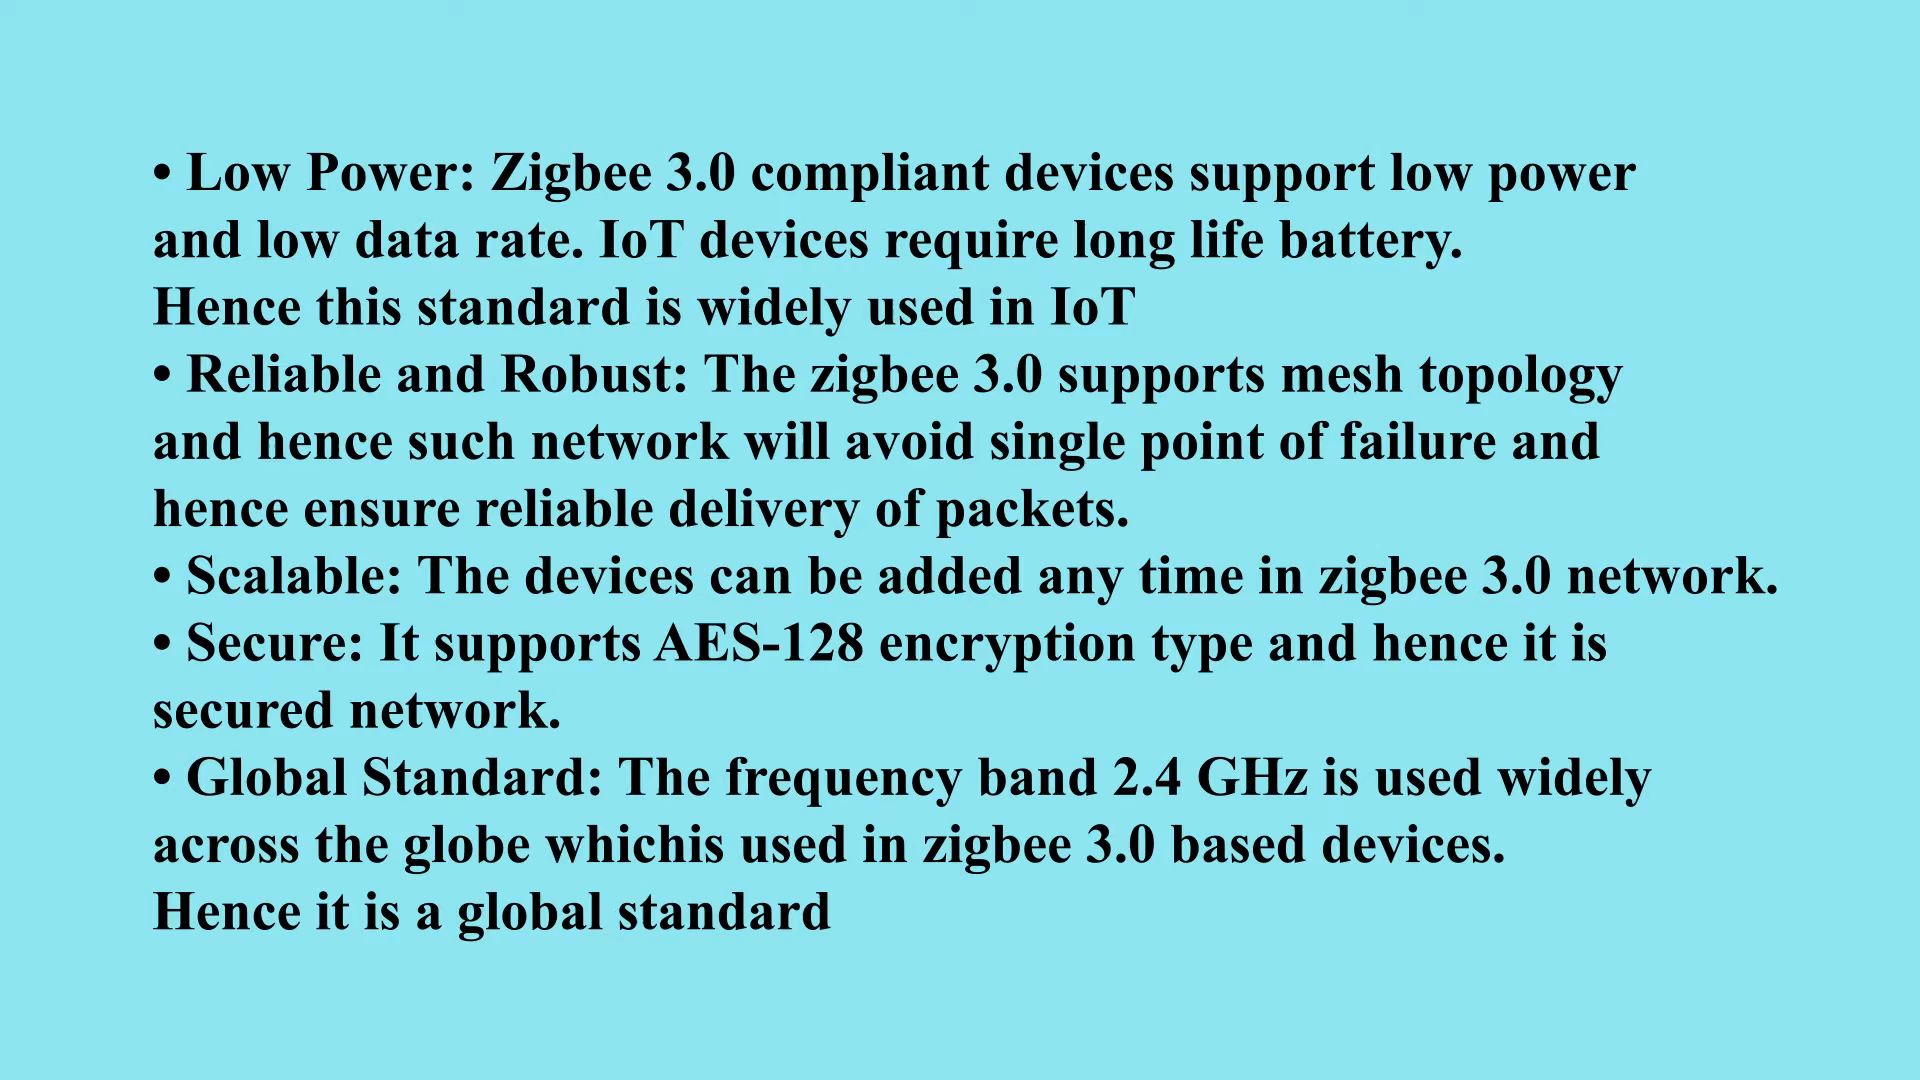 • Low Power: Zigbee 3.0 compliant devices support low power
and low data rate. IoT devices require long life battery.
Hence this standard is widely used in IoT
• Reliable and Robust: The zigbee 3.0 supports mesh topology
and hence such network will avoid single point of failure and
hence ensure reliable delivery of packets.
• Scalable: The devices can be added any time in zigbee 3.0 network.
• Secure: It supports AES-128 encryption type and hence it is
secured network.
• Global Standard: The frequency band 2.4 GHz is used widely
across the globe whichis used in zigbee 3.0 based devices.
Hence it is a global standard